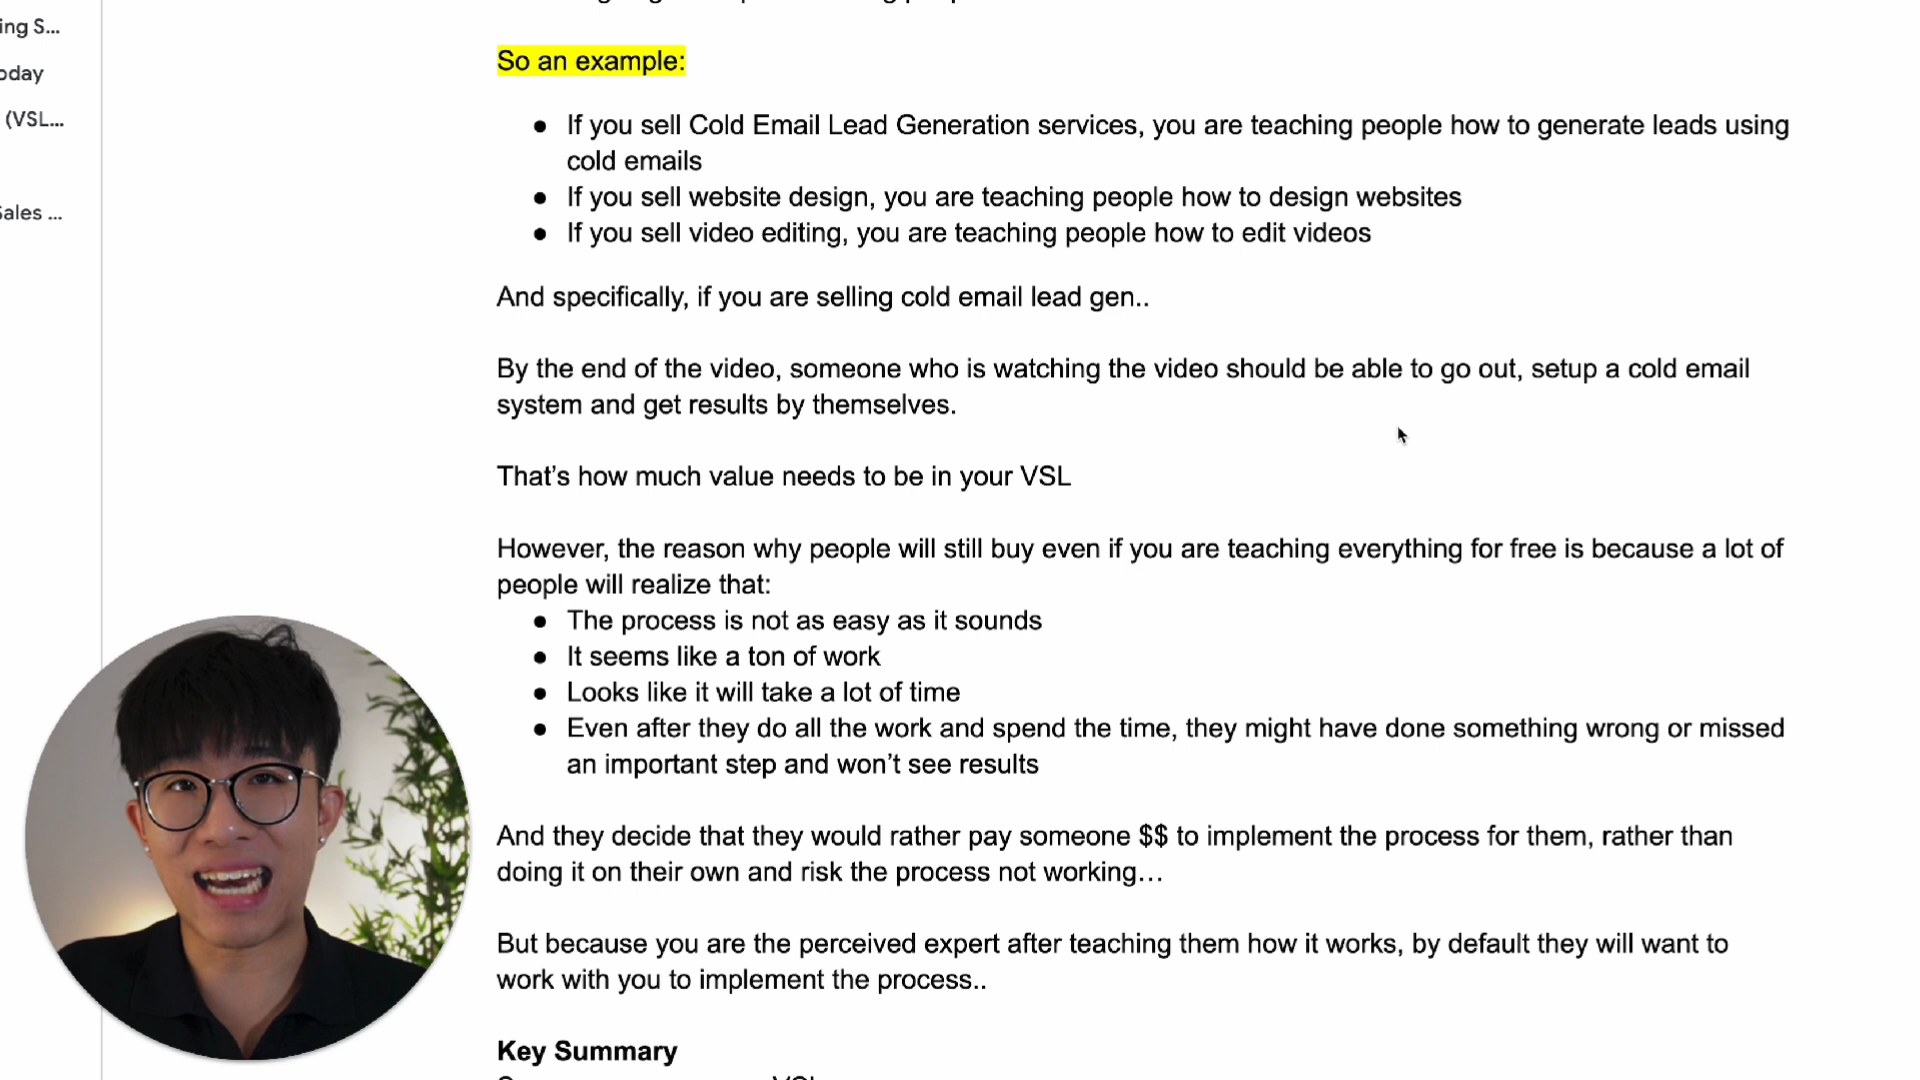 ing S...
oday
(VSL...
Sales ...
So an example:
● If you sell Cold Email Lead Generation services, you are teaching people how to generate leads using
cold emails
● If you sell website design, you are teaching people how to design websites
● If you sell video editing, you are teaching people how to edit videos
And specifically, if you are selling cold email lead gen..
By the end of the video, someone who is watching the video should be able to go out, setup a cold email
system and get results by themselves.
That’s how much value needs to be in your VSL
However, the reason why people will still buy even if you are teaching everything for free is because a lot of
people will realize that:
● The process is not as easy as it sounds
● It seems like a ton of work
● Looks like it will take a lot of time
● Even after they do all the work and spend the time, they might have done something wrong or missed
an important step and won’t see results
And they decide that they would rather pay someone $$ to implement the process for them, rather than
doing it on their own and risk the process not working…
But because you are the perceived expert after teaching them how it works, by default they will want to
work with you to implement the process..
Key Summary